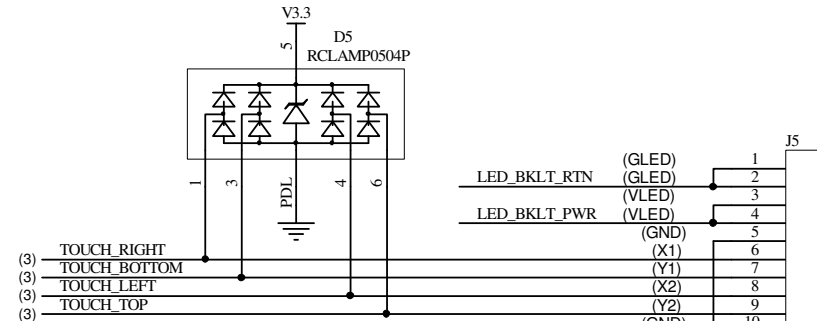 V3.3
5
D5
RCLAMP0504P
1
3
PDL
4
6
J5
(GLED) 1
LED_BKLT_RTN (GLED) 2
(VLED) 3
LED_BKLT_PWR (VLED) 4
(GND) 5
(3) TOUCH_RIGHT (X1) 6
(3) TOUCH_BOTTOM (Y1) 7
(3) TOUCH_LEFT (X2) 8
(3) TOUCH_TOP (Y2) 9
(GND) 10